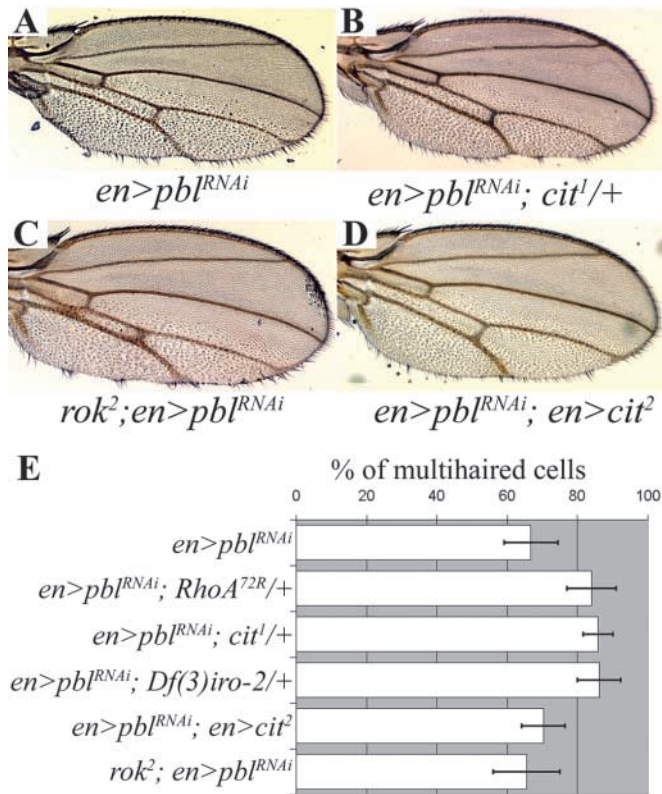 A
B
en>pbl^RNAi
en>pbl^RNAi; cit^1/+
C
D
rok^2;en>pbl^RNAi
en>pbl^RNAi; en>cit^2
E
% of multihaired cells
0 20 40 60 80 100
en>pbl^RNAi
en>pbl^RNAi; RhoA^72R/+
en>pbl^RNAi; cit^1/+
en>pbl^RNAi; Df(3)iro-2/+
en>pbl^RNAi; en>cit^2
rok^2; en>pbl^RNAi